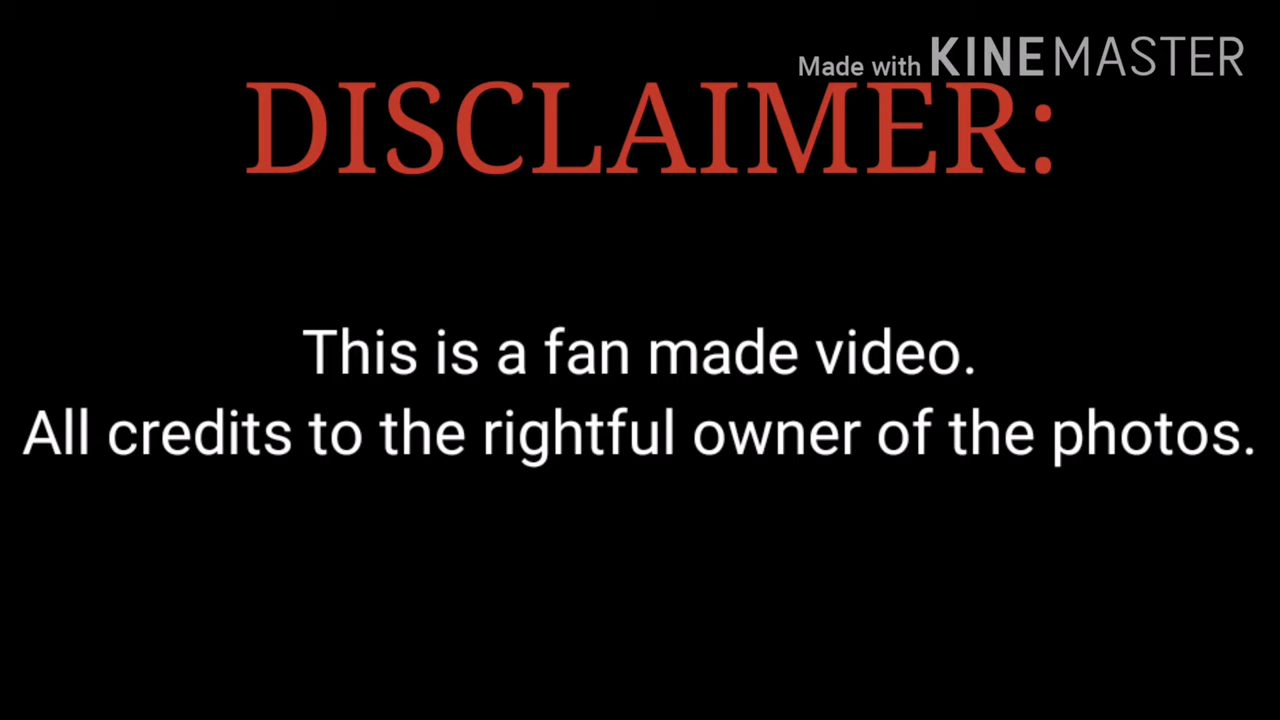 Made with KINEMASTER
DISCLAIMER:
This is a fan made video.
All credits to the rightful owner of the photos.